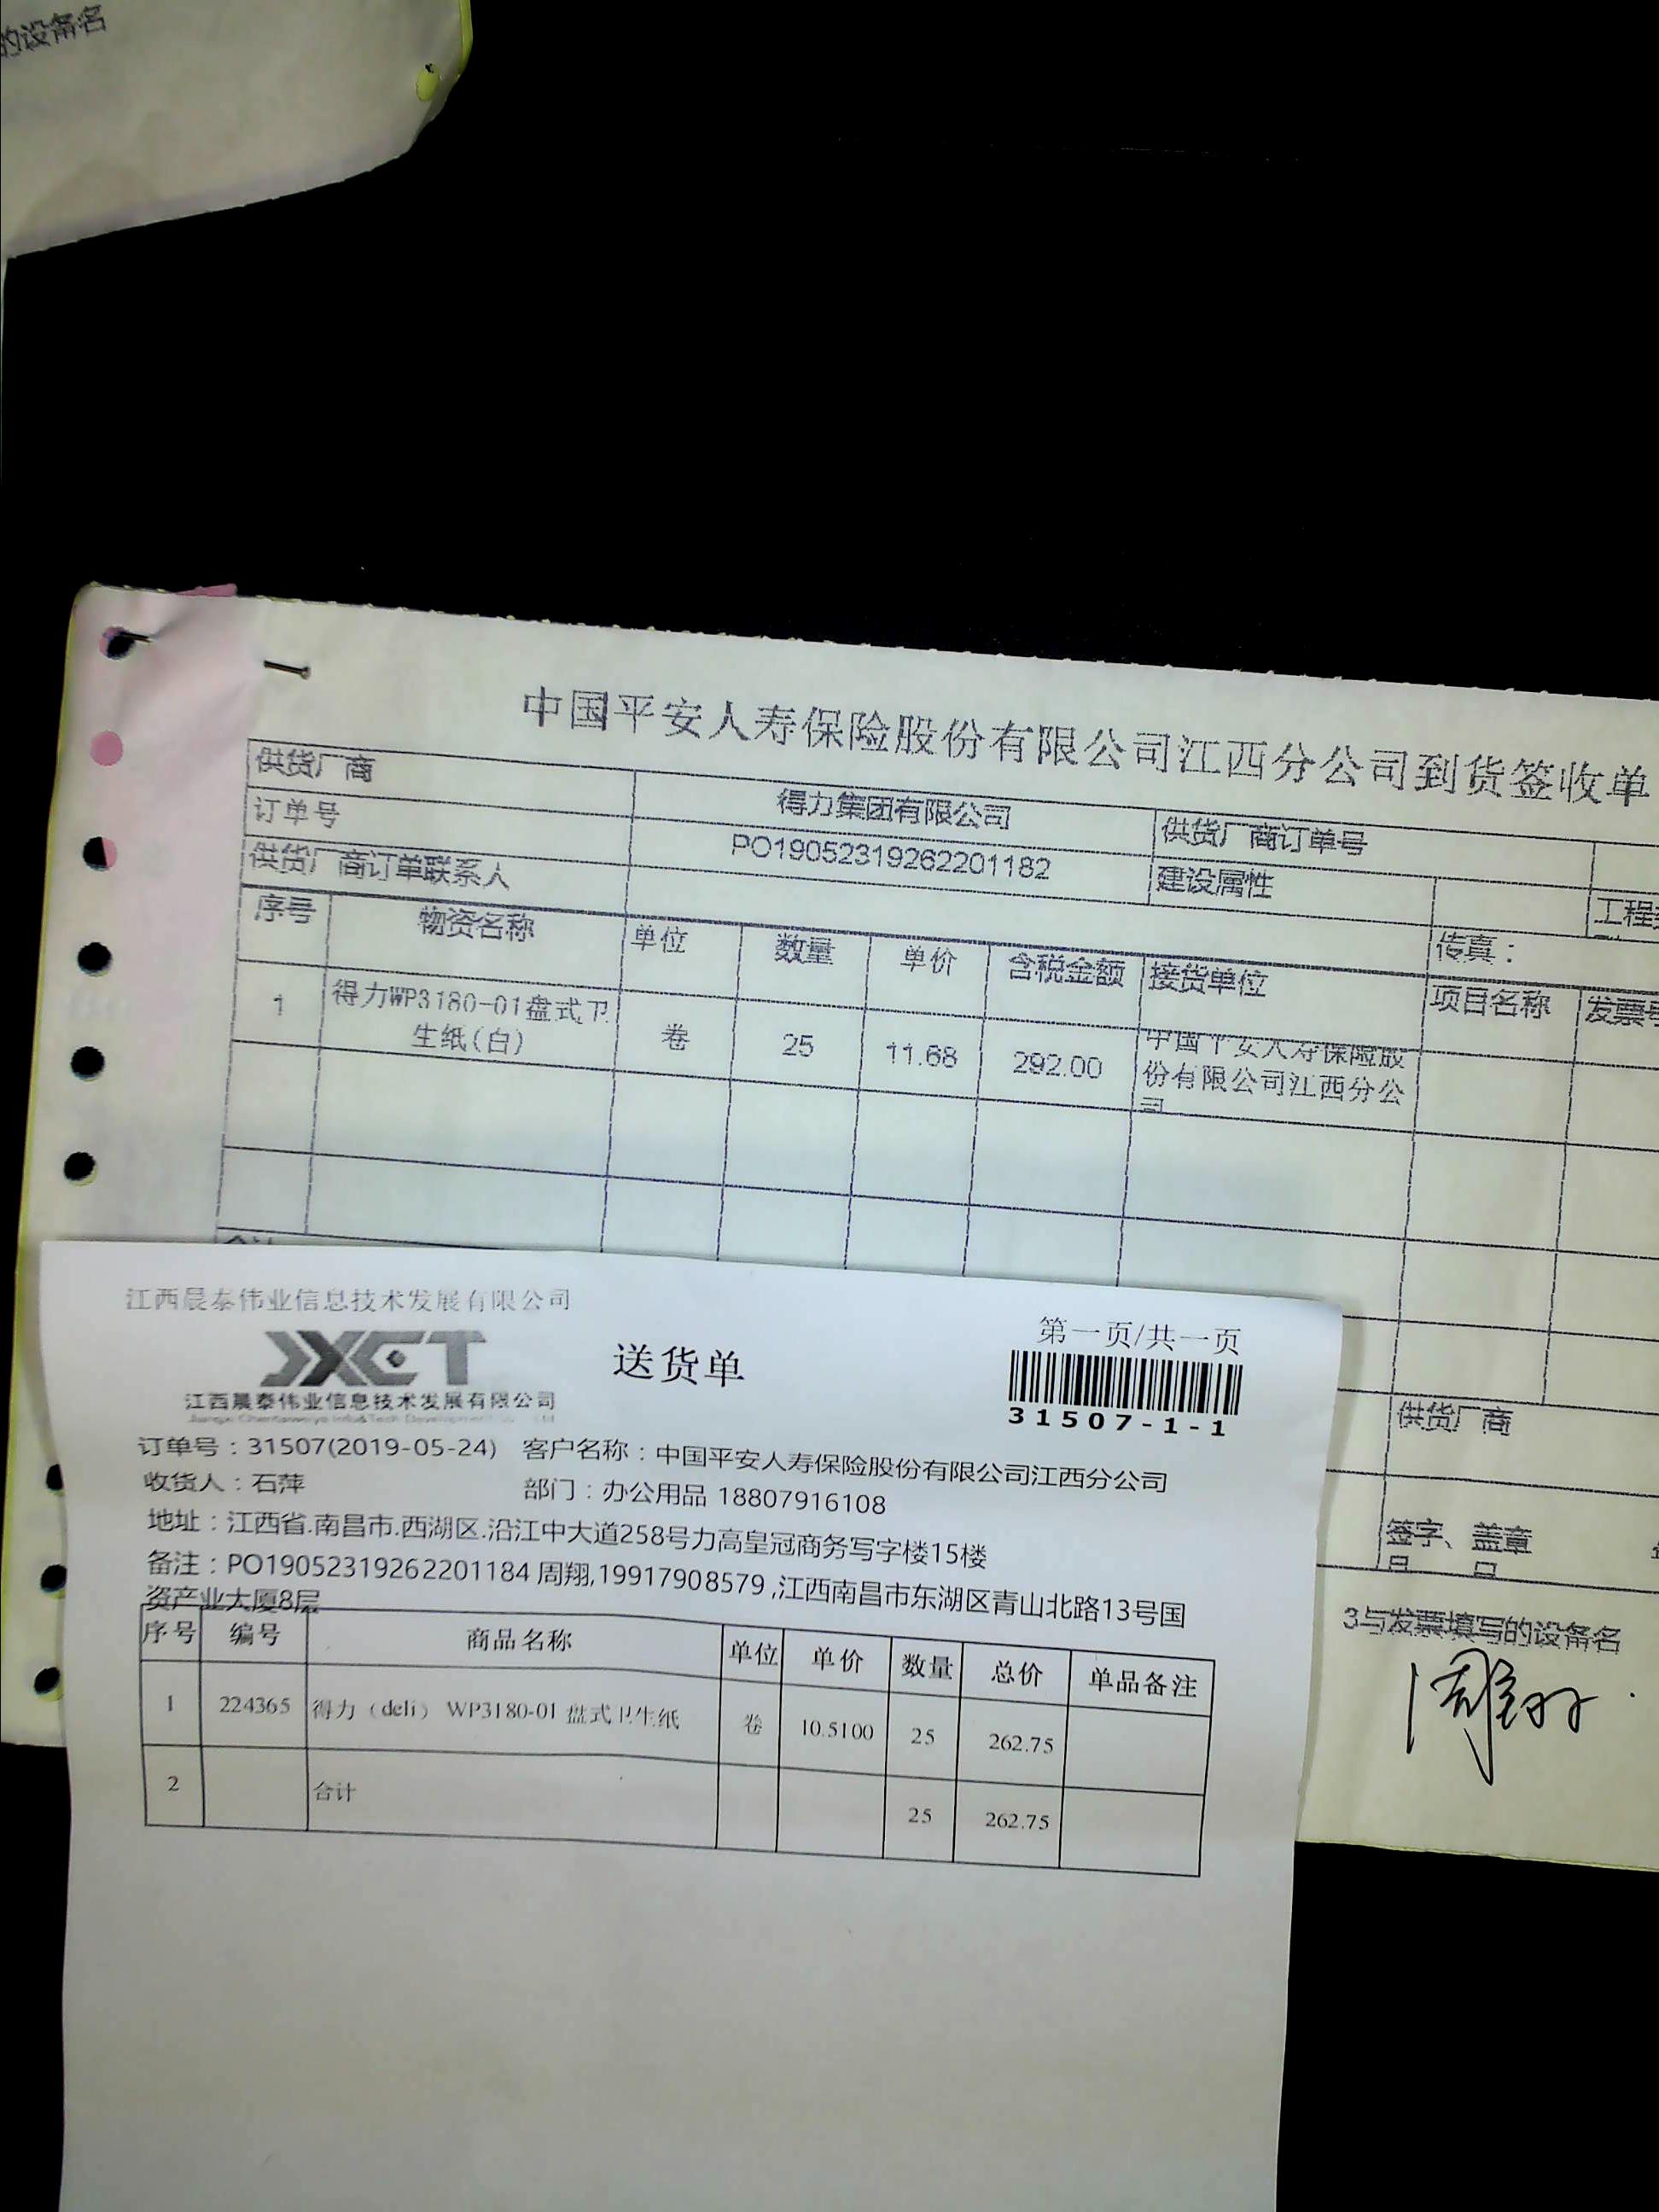 的设备名
中国平安人寿保险股份有限公司江西分公司到货签收单
供货厂商 得力集团有限公司 供货厂商订单号
订单号 PO19052319262201182 建设属性 工程
供货厂商订单联系人 传真：
序号 物资名称 单位 数量 单价 含税金额 接货单位 项目名称 发票号
1 得力WP3180-01盘式卫生纸(白) 卷 25 11.68 292.00 中国平安人寿保险股份有限公司江西分公司
合计
供货厂商
签字、盖章
3与发票填写的设备名
周翔
江西晨泰伟业信息技术发展有限公司
JXCT
江西晨泰伟业信息技术发展有限公司
送货单
第一页/共一页
31507-1-1
订单号：31507(2019-05-24) 客户名称：中国平安人寿保险股份有限公司江西分公司
收货人：石萍 部门：办公用品 18807916108
地址：江西省.南昌市.西湖区.沿江中大道258号力高皇冠商务写字楼15楼
备注：PO19052319262201184 周翔,19917908579 ,江西南昌市东湖区青山北路13号国
资产业大厦8层
序号 编号 商品名称 单位 单价 数量 总价 单品备注
1 224365 得力（deli） WP3180-01 盘式卫生纸 卷 10.5100 25 262.75
2 合计 25 262.75